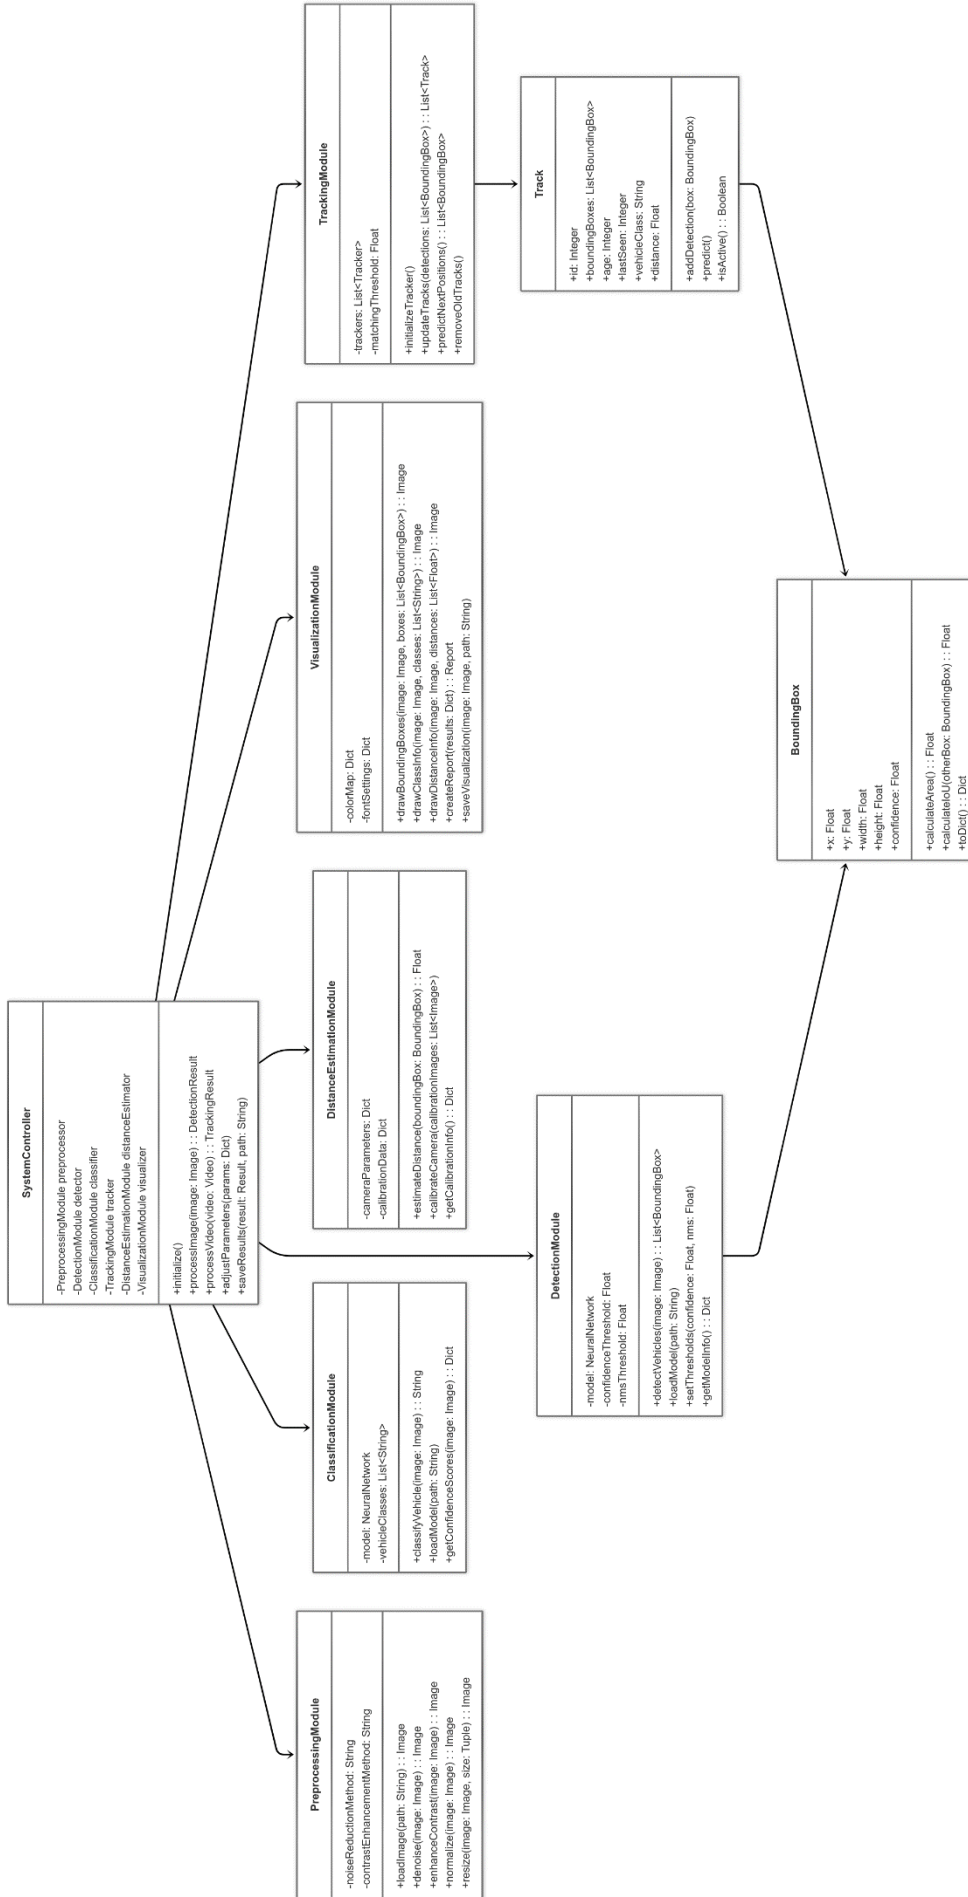 SystemController
-PreprocessingModule preprocessor
-DetectionModule detector
-ClassificationModule classifier
-TrackingModule tracker
-DistanceEstimationModule distanceEstimator
-VisualizationModule visualizer
+initialize()
+processImage(image: Image) : : DetectionResult
+processVideo(video: Video) : : TrackingResult
+adjustParameters(params: Dict)
+saveResults(result: Result, path: String)
PreprocessingModule
-noiseReductionMethod: String
-contrastEnhancementMethod: String
+loadImage(path: String) : : Image
+denoise(image: Image) : : Image
+enhanceContrast(image: Image) : : Image
+normalize(image: Image) : : Image
+resize(image: Image, size: Tuple) : : Image
ClassificationModule
-model: NeuralNetwork
-vehicleClasses: List<String>
+classifyVehicle(image: Image) : : String
+loadModel(path: String)
+getConfidenceScores(image: Image) : : Dict
DistanceEstimationModule
-cameraParameters: Dict
-calibrationData: Dict
+estimateDistance(boundingBox: BoundingBox) : : Float
+calibrateCamera(calibrationImages: List<Image>)
+getCalibrationInfo() : : Dict
VisualizationModule
-colorMap: Dict
-fontSettings: Dict
+drawBoundingBoxes(image: Image, boxes: List<BoundingBox>) : : Image
+drawClassInfo(image: Image, classes: List<String>) : : Image
+drawDistanceInfo(image: Image, distances: List<Float>) : : Image
+createReport(results: Dict) : : Report
+saveVisualization(image: Image, path: String)
TrackingModule
-trackers: List<Tracker>
-matchingThreshold: Float
+initializeTracker()
+updateTracks(detections: List<BoundingBox>) : : List<Track>
+predictNextPositions() : : List<BoundingBox>
+removeOldTracks()
DetectionModule
-model: NeuralNetwork
-confidenceThreshold: Float
-nmsThreshold: Float
+detectVehicles(image: Image) : : List<BoundingBox>
+loadModel(path: String)
+setThresholds(confidence: Float, nms: Float)
+getModelInfo() : : Dict
Track
+id: Integer
+boundingBoxes: List<BoundingBox>
+age: Integer
+lastSeen: Integer
+vehicleClass: String
+distance: Float
+addDetection(box: BoundingBox)
+predict()
+isActive() : : Boolean
BoundingBox
+x: Float
+y: Float
+width: Float
+height: Float
+confidence: Float
+calculateArea() : : Float
+calculateIoU(otherBox: BoundingBox) : : Float
+toDict() : : Dict